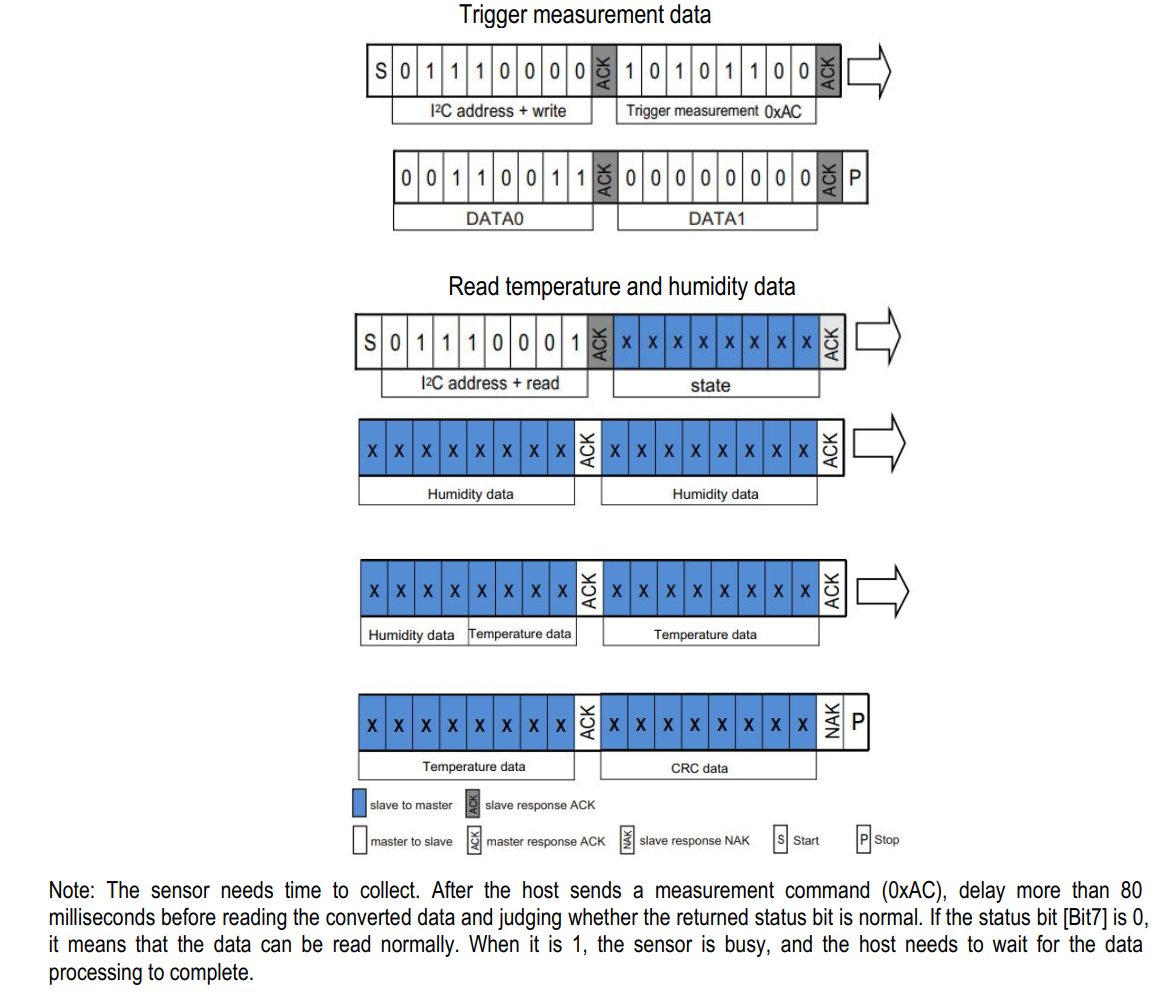 Trigger measurement data
S 0 1 1 1 0 0 0 0 ACK 1 0 1 0 1 1 0 0 ACK
I²C address + write Trigger measurement 0xAC
0 0 1 1 0 0 1 1 ACK 0 0 0 0 0 0 0 0 ACK P
DATA0 DATA1
Read temperature and humidity data
S 0 1 1 1 0 0 0 1 ACK X X X X X X X X ACK
I²C address + read state
X X X X X X X X ACK X X X X X X X X ACK
Humidity data Humidity data
X X X X X X X X ACK X X X X X X X X ACK
Humidity data Temperature data Temperature data
X X X X X X X X ACK X X X X X X X X NAK P
Temperature data CRC data
slave to master ACK slave response ACK
master to slave ACK master response ACK NAK slave response NAK S Start P Stop
Note: The sensor needs time to collect. After the host sends a measurement command (0xAC), delay more than 80
milliseconds before reading the converted data and judging whether the returned status bit is normal. If the status bit [Bit7] is 0,
it means that the data can be read normally. When it is 1, the sensor is busy, and the host needs to wait for the data
processing to complete.